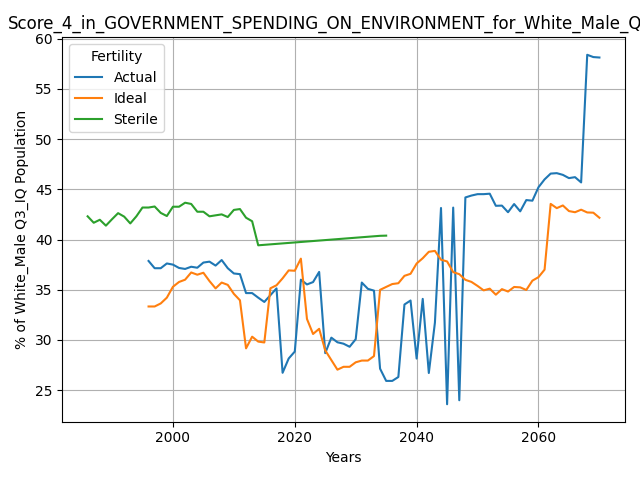 Score_4_in_GOVERNMENT_SPENDING_ON_ENVIRONMENT_for_White_Male_Q
Fertility
Actual
Ideal
Sterile
% of White_Male Q3_IQ Population
60
55
50
45
40
35
30
25
2000 2020 2040 2060
Years